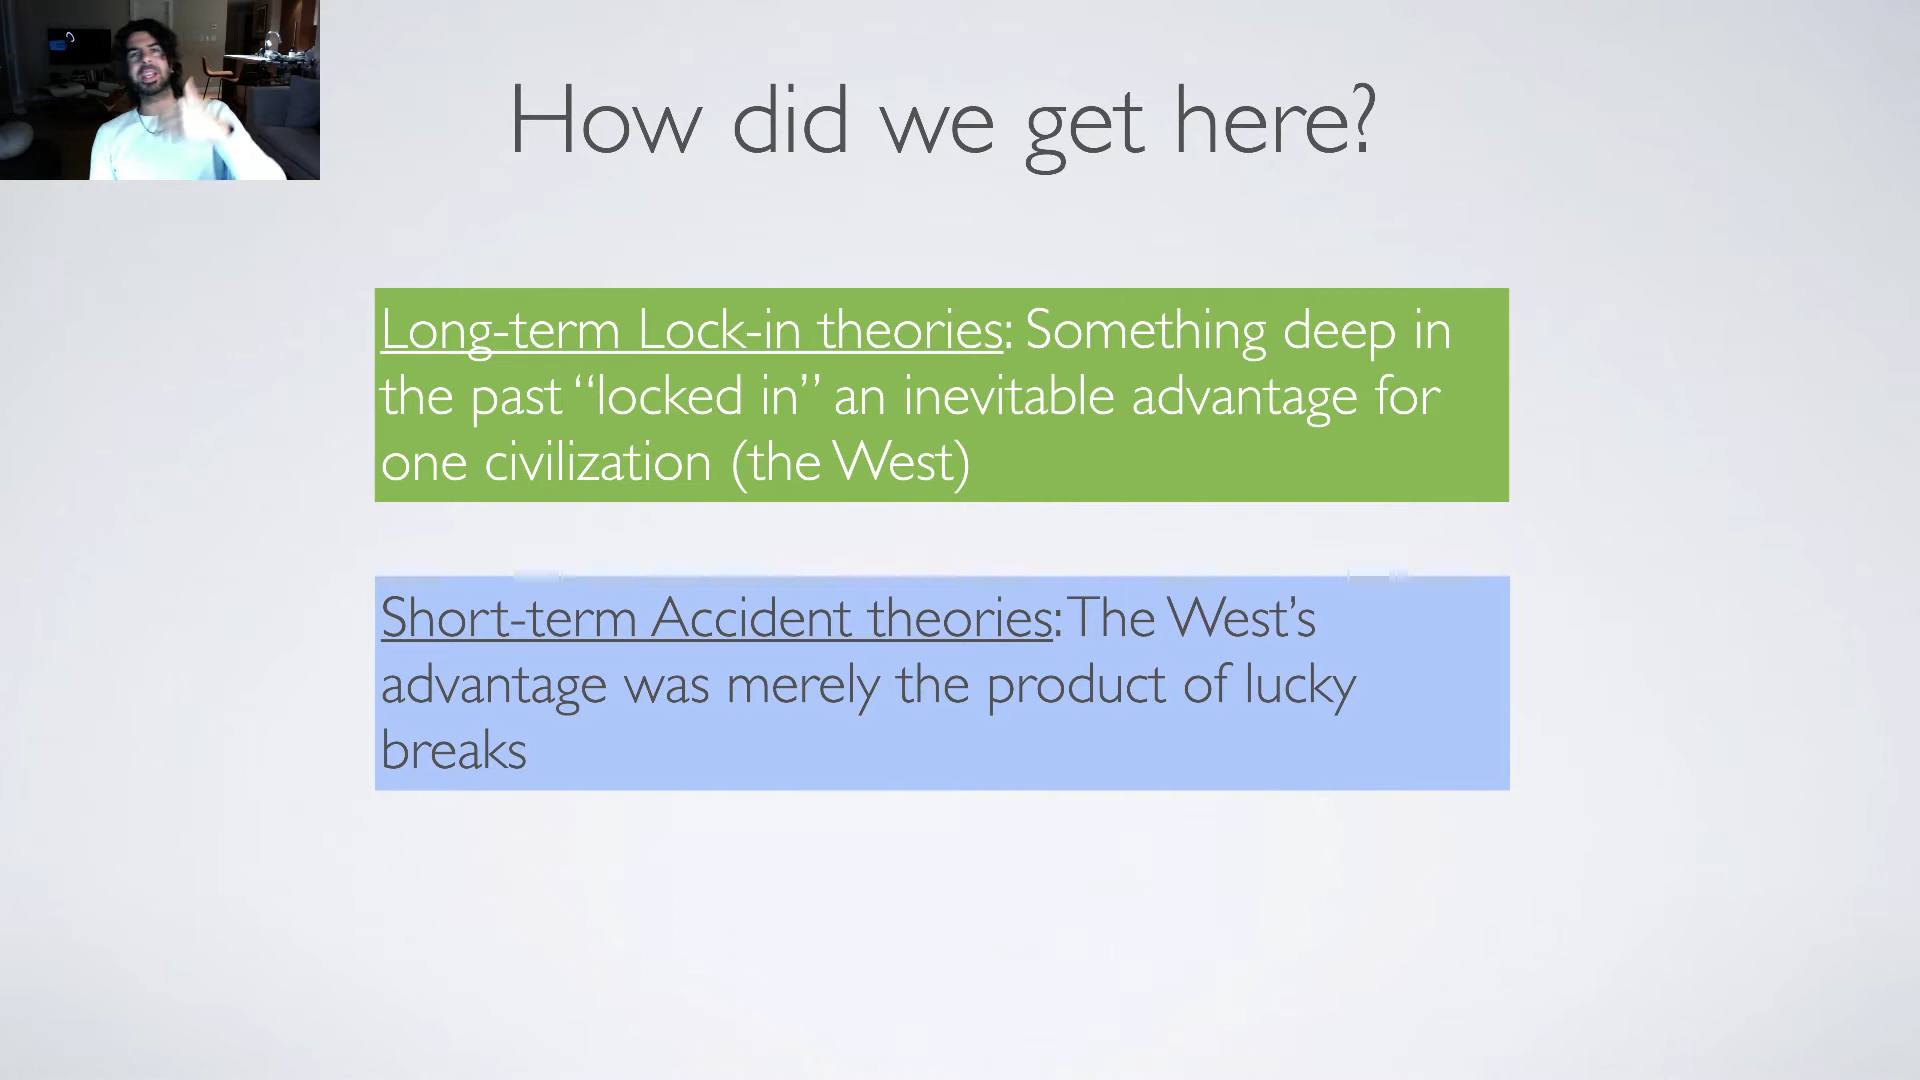 How did we get here?
Long-term Lock-in theories: Something deep in
the past “locked in” an inevitable advantage for
one civilization (the West)
Short-term Accident theories: The West’s
advantage was merely the product of lucky
breaks